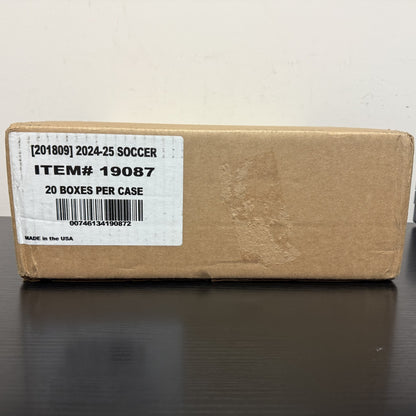 [201809] 2024-25 SOCCER
ITEM# 19087
20 BOXES PER CASE
00746134190872
MADE in the USA